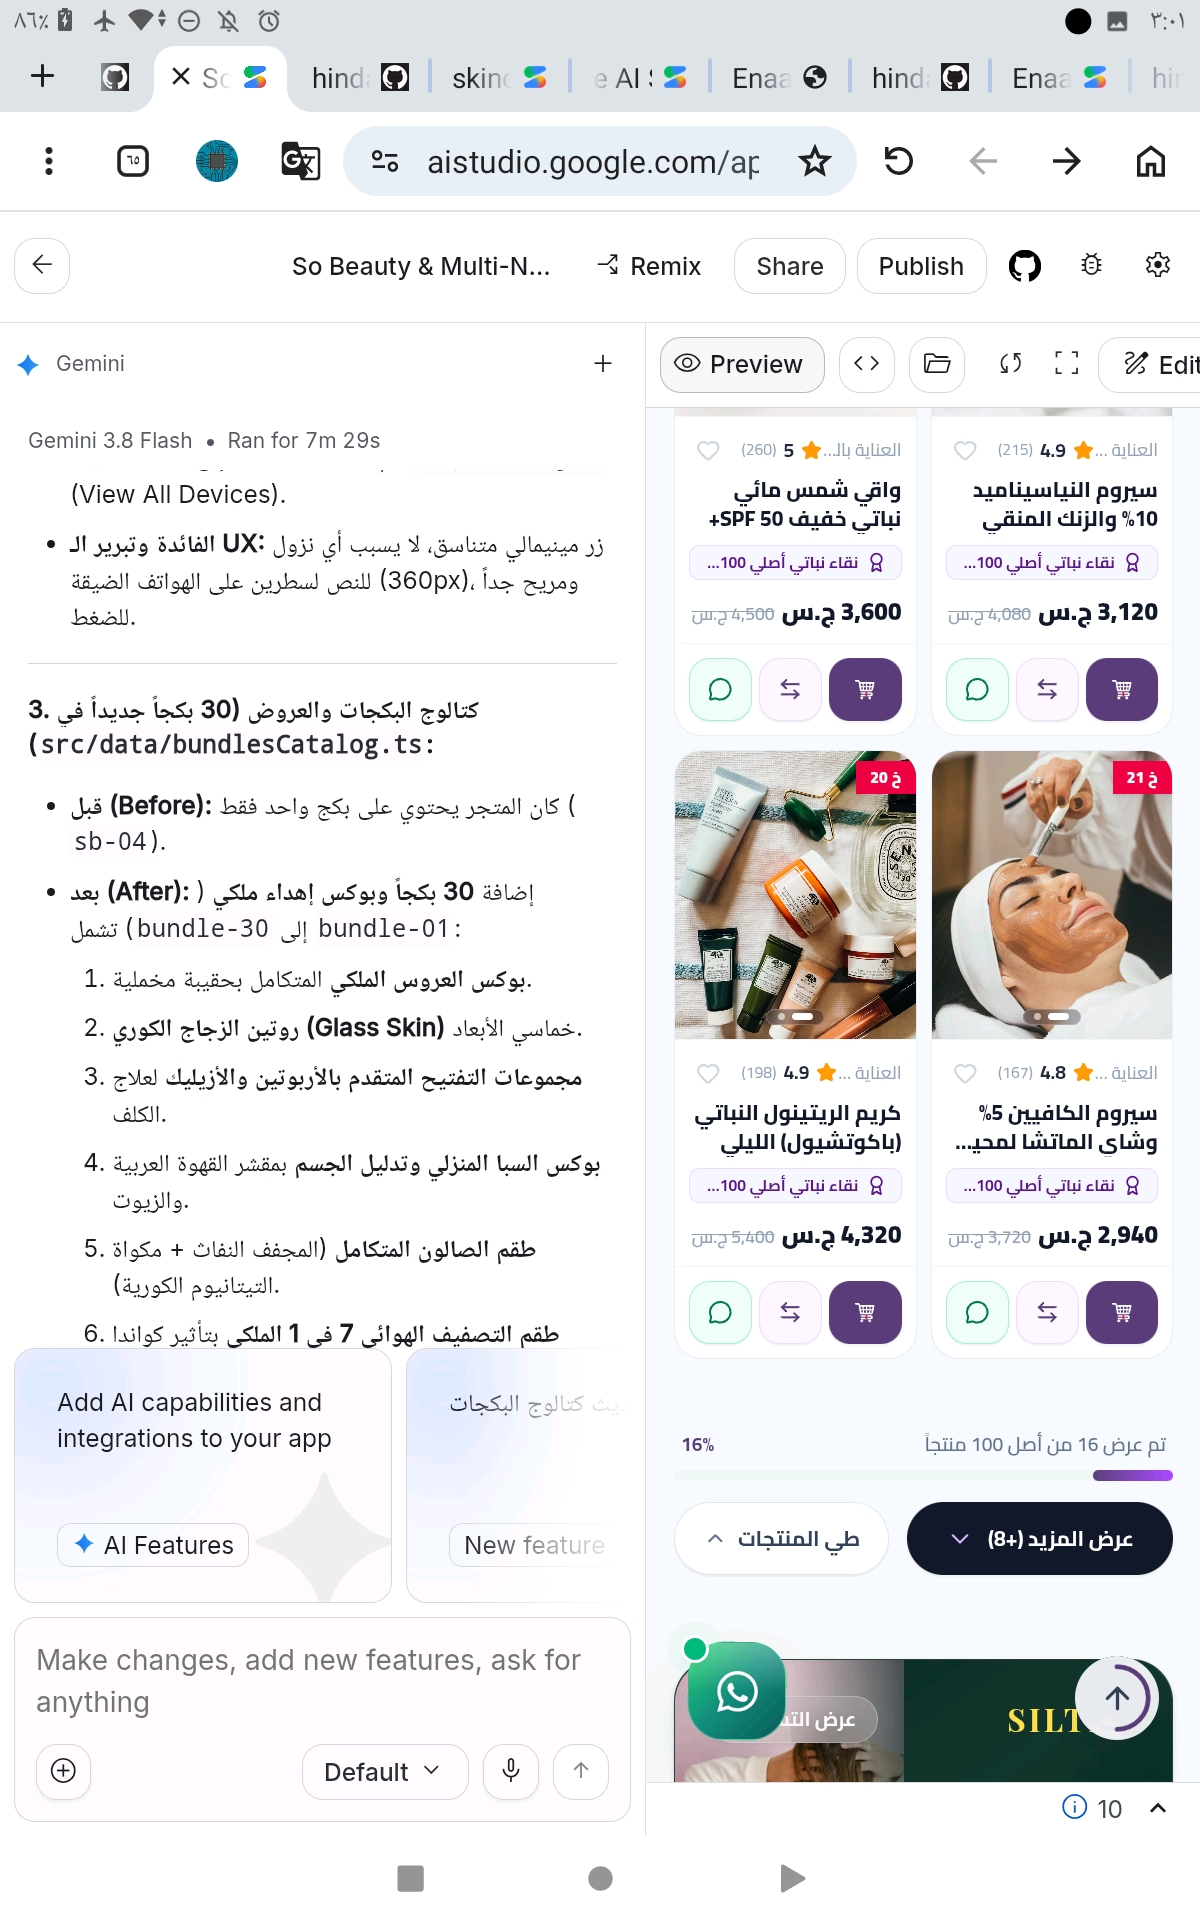 ٨٦٪
٣:٠١
hind
skin
e AI
Enaa
hind
Enaa
hin
٦٥
aistudio.google.com/ap
So Beauty & Multi-N...
Remix
Share
Publish
Gemini
Gemini 3.8 Flash • Ran for 7m 29s
(View All Devices).
• الفائدة وتبرير الـ UX: زر مينيمالي متناسق، لا يسبب أي نزول
للنص لسطرين على الهواتف الضيقة (360px)، ومريح جداً
للضغط.
3. كتالوج البكجات والعروض (30 بكجاً جديداً في
(src/data/bundlesCatalog.ts:
• قبل (Before): كان المتجر يحتوي على بكج واحد فقط (
sb-04).
• بعد (After): إضافة 30 بكجاً وبوكس إهداء ملكي (
bundle-01 إلى bundle-30) تشمل:
1. بوكس العروس الملكي المتكامل بحقيبة مخملية.
2. روتين الزجاج الكوري (Glass Skin) خماسي الأبعاد.
3. مجموعات التفتيح المتقدم بالأربوتين والأزيليك لعلاج
الكلف.
4. بوكس السبا المنزلي وتدليل الجسم بمقشر القهوة العربية
والزيوت.
5. طقم الصالون المتكامل (المجفف النفاث + مكواة
التيتانيوم الكورية).
6. طقم التصفيف الهوائي 7 في 1 الملكي بتأثير كواندا
Add AI capabilities and
integrations to your app
AI Features
كتالوج البكجات
New feature
Make changes, add new features, ask for
anything
Default
Preview
Edit
العناية ... 4.9 (215)
سيروم النياسيناميد
10% والزنك المنقي
نقاء نباتي أصلي 100...
3,120 ج.س 4,080 ج.س
العناية بالـ... 5 (260)
واقي شمس مائي
نباتي خفيف SPF 50+
نقاء نباتي أصلي 100...
3,600 ج.س 4,500 ج.س
خ 21
العناية ... 4.8 (167)
سيروم الكافيين 5%
وشاي الماتشا لمحيـ...
نقاء نباتي أصلي 100...
2,940 ج.س 3,720 ج.س
خ 20
العناية ... 4.9 (198)
كريم الريتينول النباتي
(باكوتشيول) الليلي
نقاء نباتي أصلي 100...
4,320 ج.س 5,400 ج.س
تم عرض 16 من أصل 100 منتجاً
16%
عرض المزيد (+8)
طي المنتجات
عرض
SILT
10